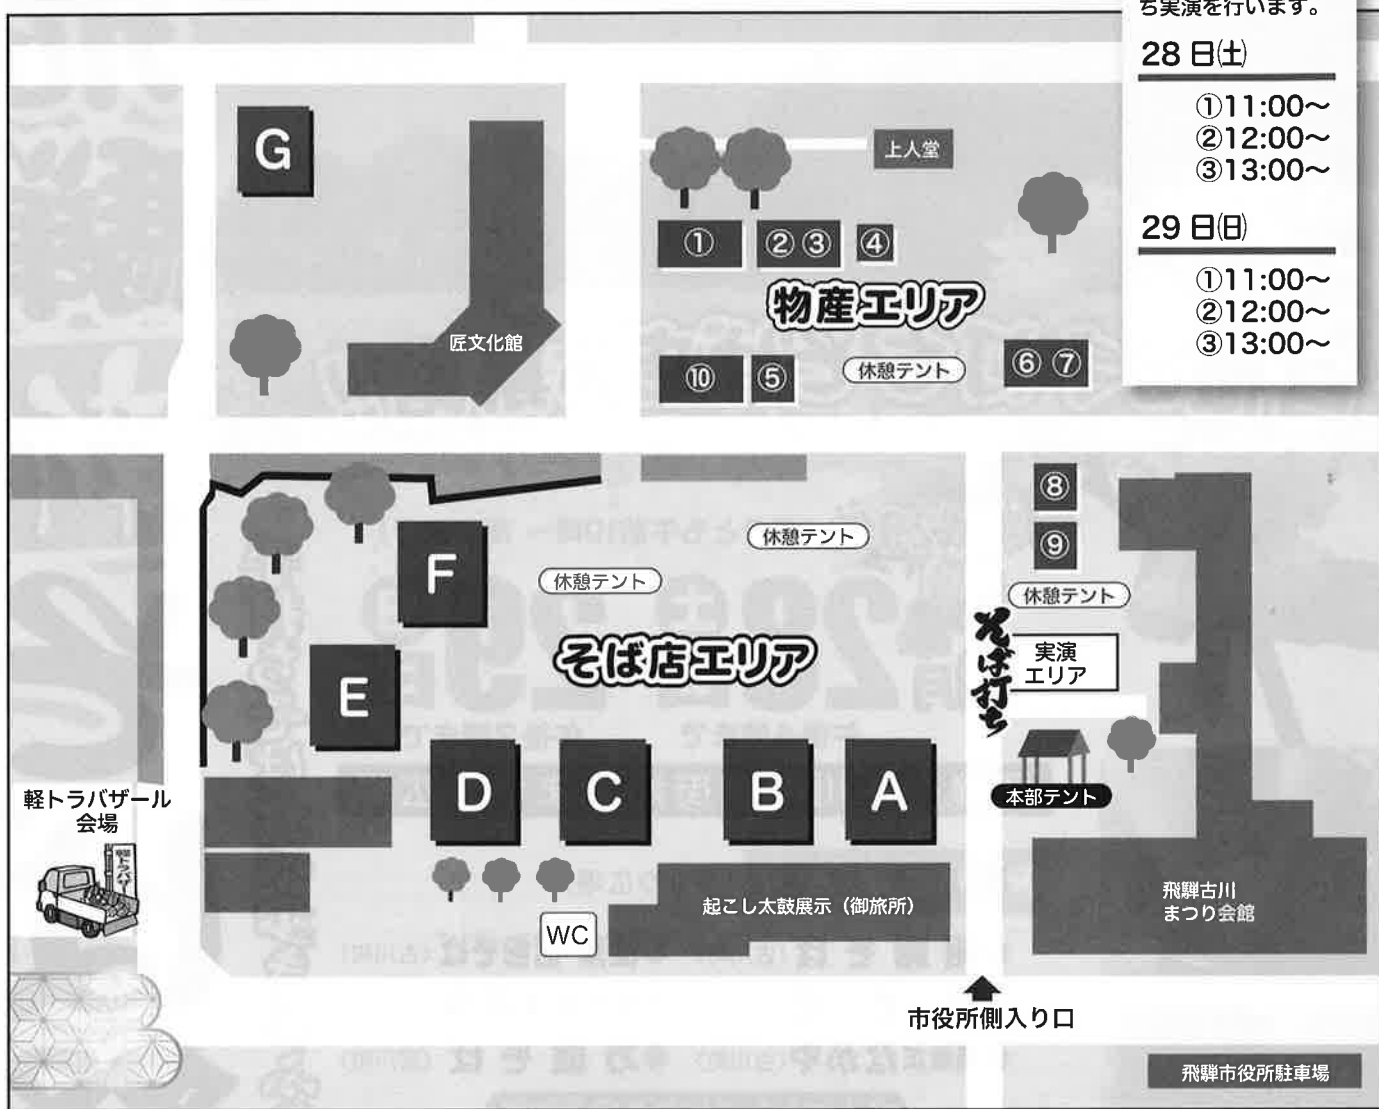 ち実演を行います。
28日(土)
①11:00〜
②12:00〜
③13:00〜
29日(日)
①11:00〜
②12:00〜
③13:00〜
G
匠文化館
上人堂
① ②③ ④
物産エリア
⑩ ⑤ 休憩テント ⑥⑦
⑧
⑨
休憩テント
そば打ち
実演
エリア
本部テント
休憩テント
休憩テント
F
そば店エリア
E
D C B A
軽トラバザール
会場
起こし太鼓展示（御旅所）
WC
飛騨古川
まつり会館
市役所側入り口
飛騨市役所駐車場